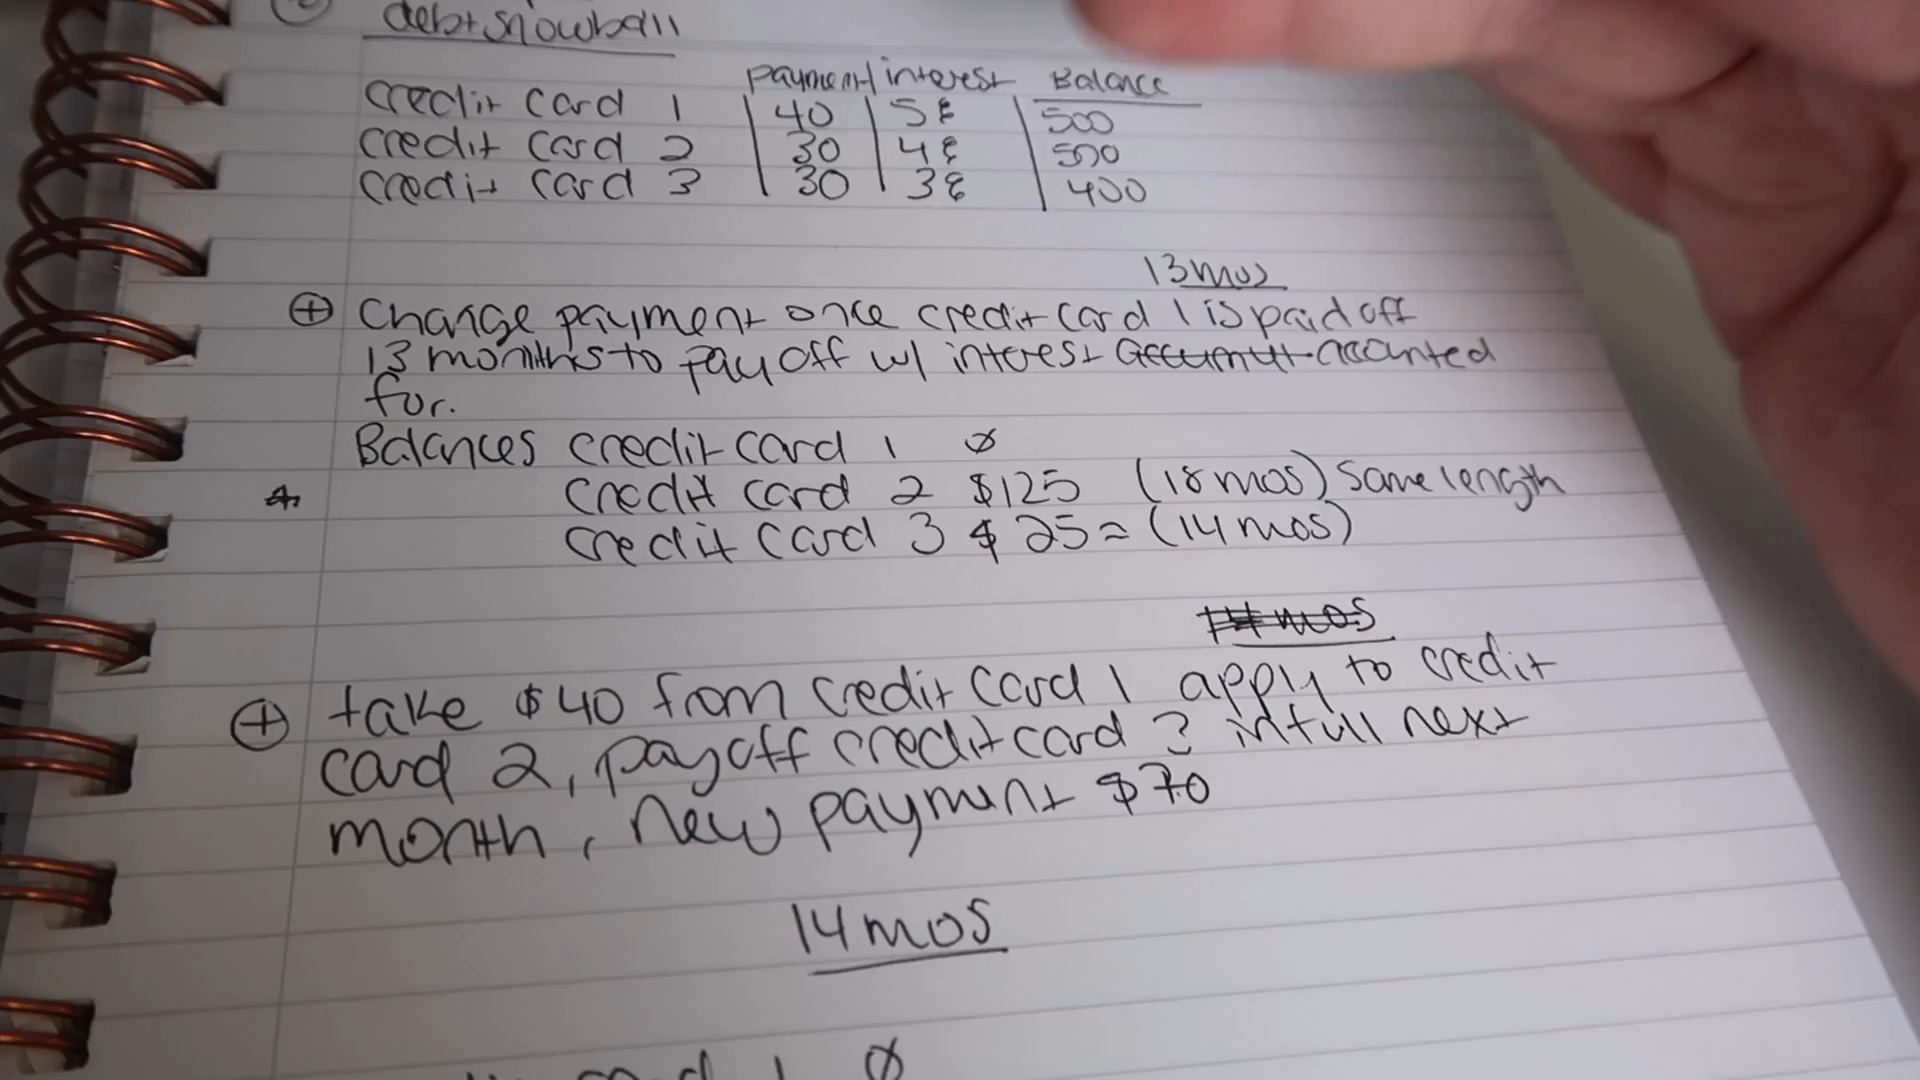 debt snowball
payment interest Balance
credit card 1 40 5% 500
credit card 2 30 4% 500
credit card 3 30 3% 400
13 mos
⊕ Change payment once credit card 1 is paid off
13 months to pay off w/ interest accounted
for.
Balances credit card 1 Ø
credit card 2 $125 (18 mos) same length
credit card 3 $25 = (14 mos)
14 mos
⊕ take $40 from credit card 1 apply to credit
card 2, payoff credit card 3 in full next
month, new payment $70
14 mos
card 1 Ø